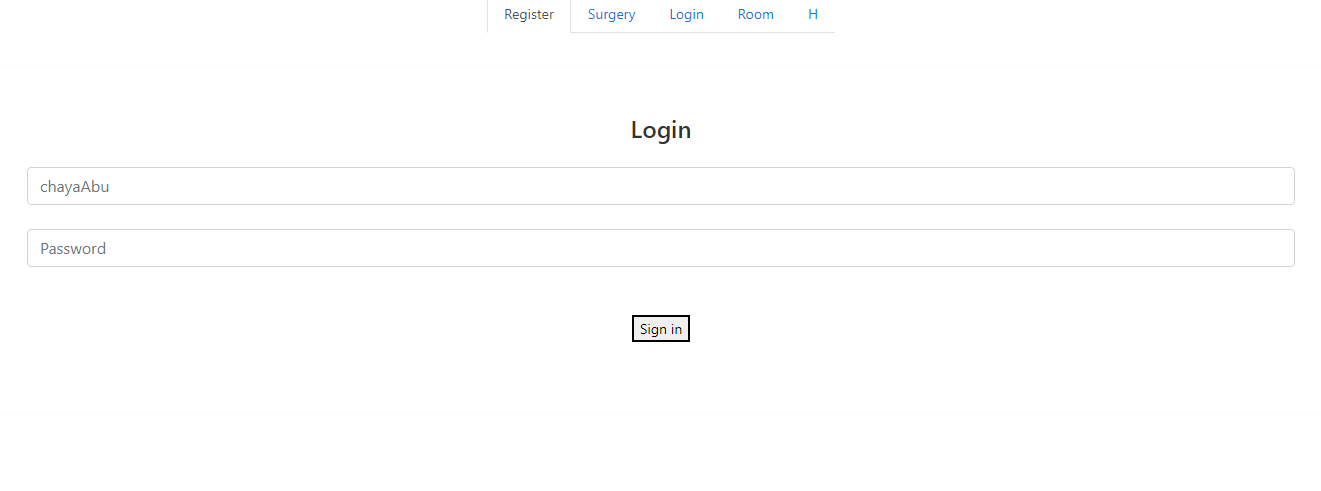 Register Surgery Login Room H
Login
chayaAbu
Password
Sign in